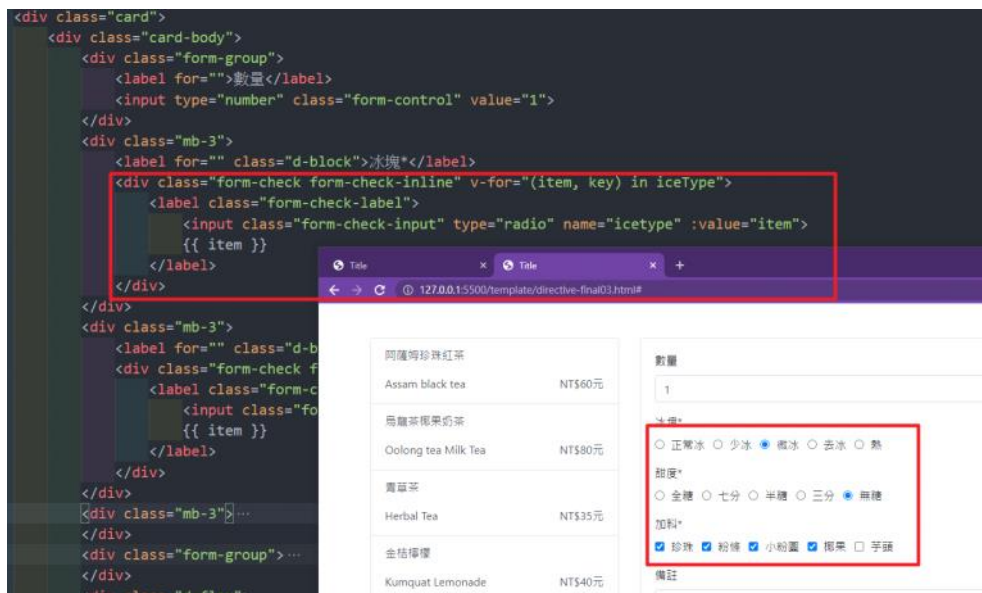 <div class="card">
<div class="card-body">
<div class="form-group">
<label for="">數量</label>
<input type="number" class="form-control" value="1">
</div>
<div class="mb-3">
<label for="" class="d-block">冰塊*</label>
<div class="form-check form-check-inline" v-for="(item, key) in iceType">
<label class="form-check-label">
<input class="form-check-input" type="radio" name="icetype" :value="item">
{{ item }}
</label>
</div>
</div>
<div class="mb-3">
<label for="" class="d-b
<div class="form-check f
<label class="form-c
<input class="fo
{{ item }}
</label>
</div>
</div>
<div class="mb-3">…
</div>
<div class="form-group">…
</div>
Title × Title × +
127.0.0.1:5500/template/directive-final03.html#
阿薩姆珍珠紅茶
Assam black tea NT$60元
烏龍茶椰果奶茶
Oolong tea Milk Tea NT$80元
青草茶
Herbal Tea NT$35元
金桔檸檬
Kumquat Lemonade NT$40元
數量
1
冰塊*
正常冰 少冰 微冰 去冰 熱
甜度*
全糖 七分 半糖 三分 無糖
加料*
珍珠 粉條 小粉圓 椰果 芋頭
備註